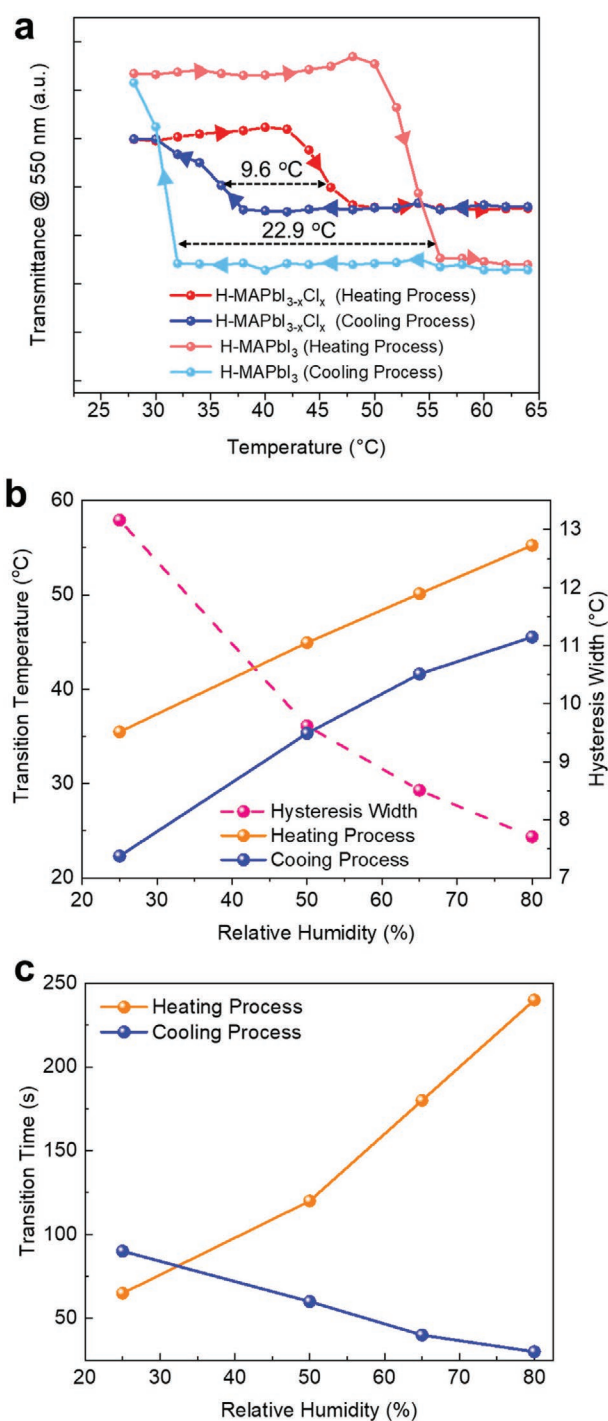 a
Transmittance @ 550 nm (a.u.)
9.6 °C
22.9 °C
H-MAPbI3-xClx (Heating Process)
H-MAPbI3-xClx (Cooling Process)
H-MAPbI3 (Heating Process)
H-MAPbI3 (Cooling Process)
25 30 35 40 45 50 55 60 65
Temperature (°C)
b
60
50
40
30
20
Transition Temperature (°C)
13
12
11
10
9
8
7
Hysteresis Width (°C)
Hysteresis Width
Heating Process
Cooing Process
20 30 40 50 60 70 80
Relative Humidity (%)
c
250
200
150
100
50
Transition Time (s)
Heating Process
Cooling Process
20 30 40 50 60 70 80
Relative Humidity (%)